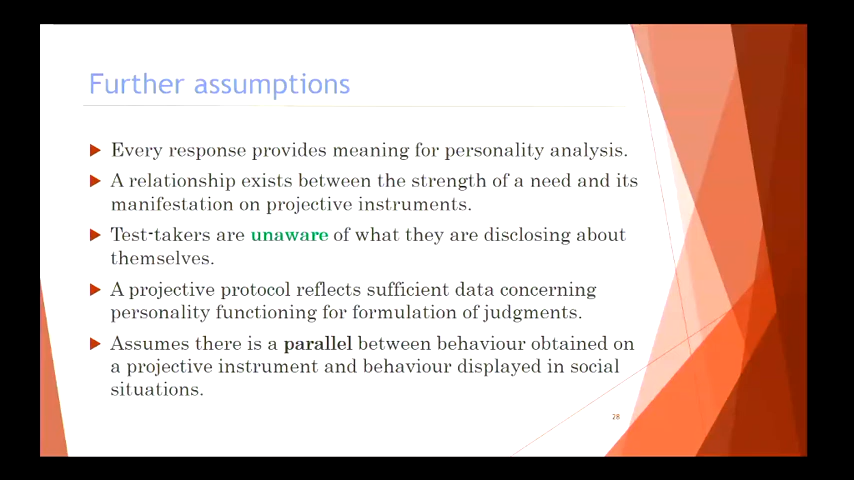 Further assumptions
Every response provides meaning for personality analysis.
A relationship exists between the strength of a need and its
manifestation on projective instruments.
Test-takers are unaware of what they are disclosing about
themselves.
A projective protocol reflects sufficient data concerning
personality functioning for formulation of judgments.
Assumes there is a parallel between behaviour obtained on
a projective instrument and behaviour displayed in social
situations.
28